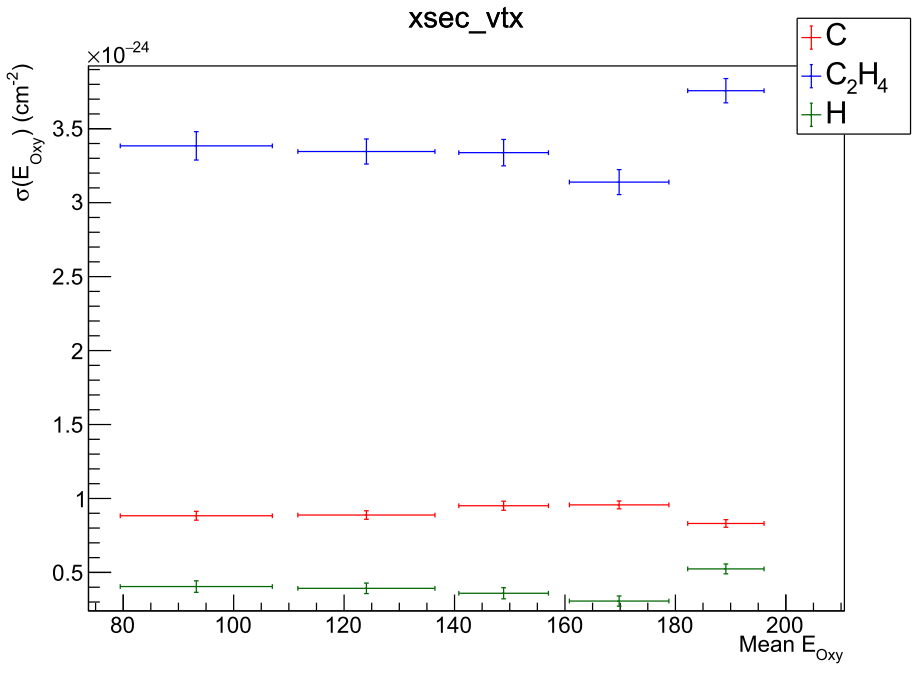 xsec_vtx
×10⁻²⁴
σ(E_Oxy) (cm⁻²)
C
C₂H₄
H
3.5
3
2.5
2
1.5
1
0.5
80 100 120 140 160 180 200
Mean E_Oxy